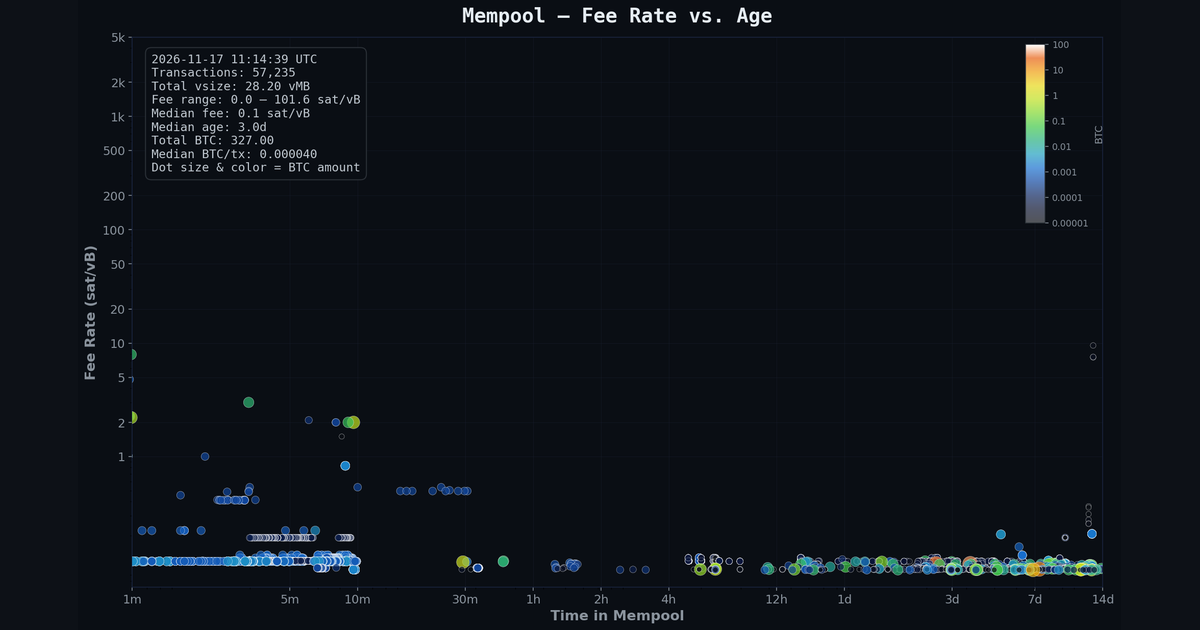 Mempool — Fee Rate vs. Age
5k
2k
1k
500
200
100
50
20
10
5
2
1
Fee Rate (sat/vB)
2026-11-17 11:14:39 UTC
Transactions: 57,235
Total vsize: 28.20 vMB
Fee range: 0.0 — 101.6 sat/vB
Median fee: 0.1 sat/vB
Median age: 3.0d
Total BTC: 327.00
Median BTC/tx: 0.000040
Dot size & color = BTC amount
100
10
1
0.1
0.01
0.001
0.0001
0.00001
BTC
1m 5m 10m 30m 1h 2h 4h 12h 1d 3d 7d 14d
Time in Mempool